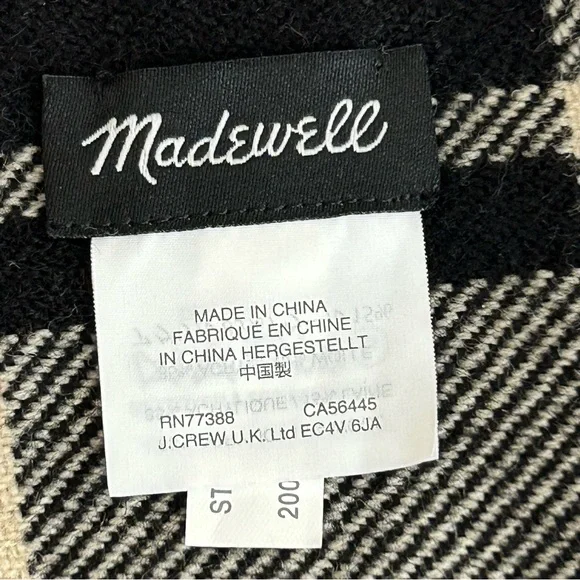 Madewell
MADE IN CHINA
FABRIQUÉ EN CHINE
IN CHINA HERGESTELLT
中国製
RN77388 CA56445
J.CREW U.K. Ltd EC4V 6JA
ST
200